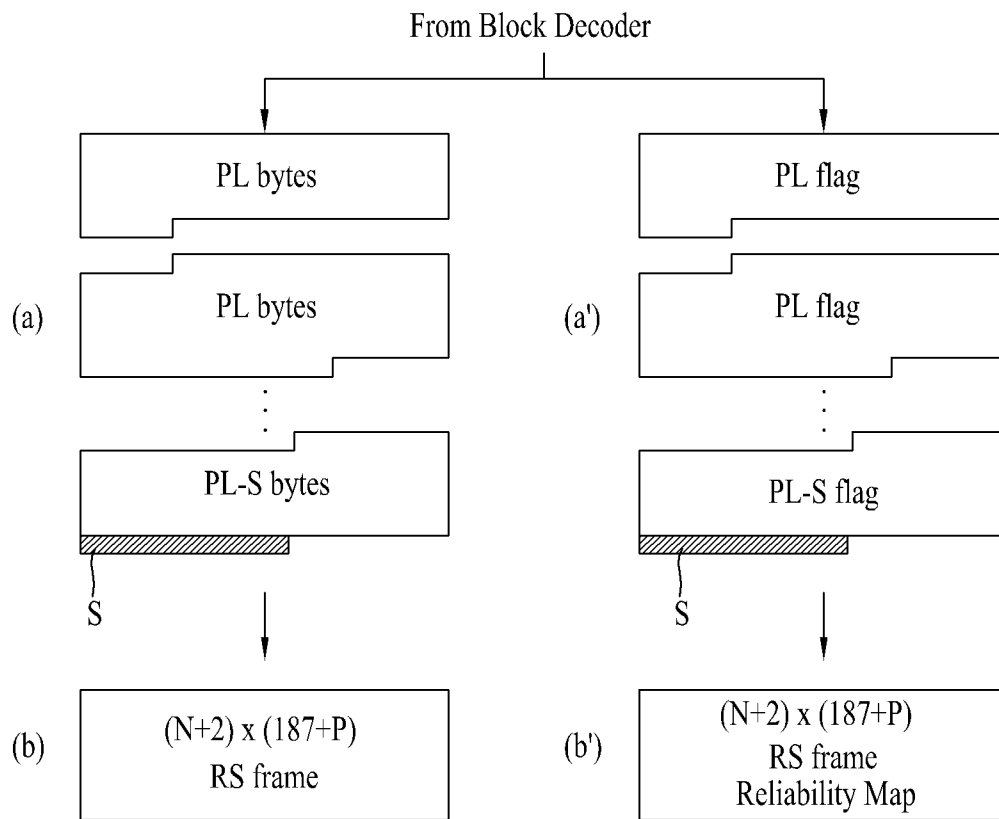 From Block Decoder
PL bytes
PL flag
(a)
PL bytes
(a')
PL flag
PL-S bytes
PL-S flag
S
S
(b)
(N+2) x (187+P)
RS frame
(b')
(N+2) x (187+P)
RS frame
Reliability Map